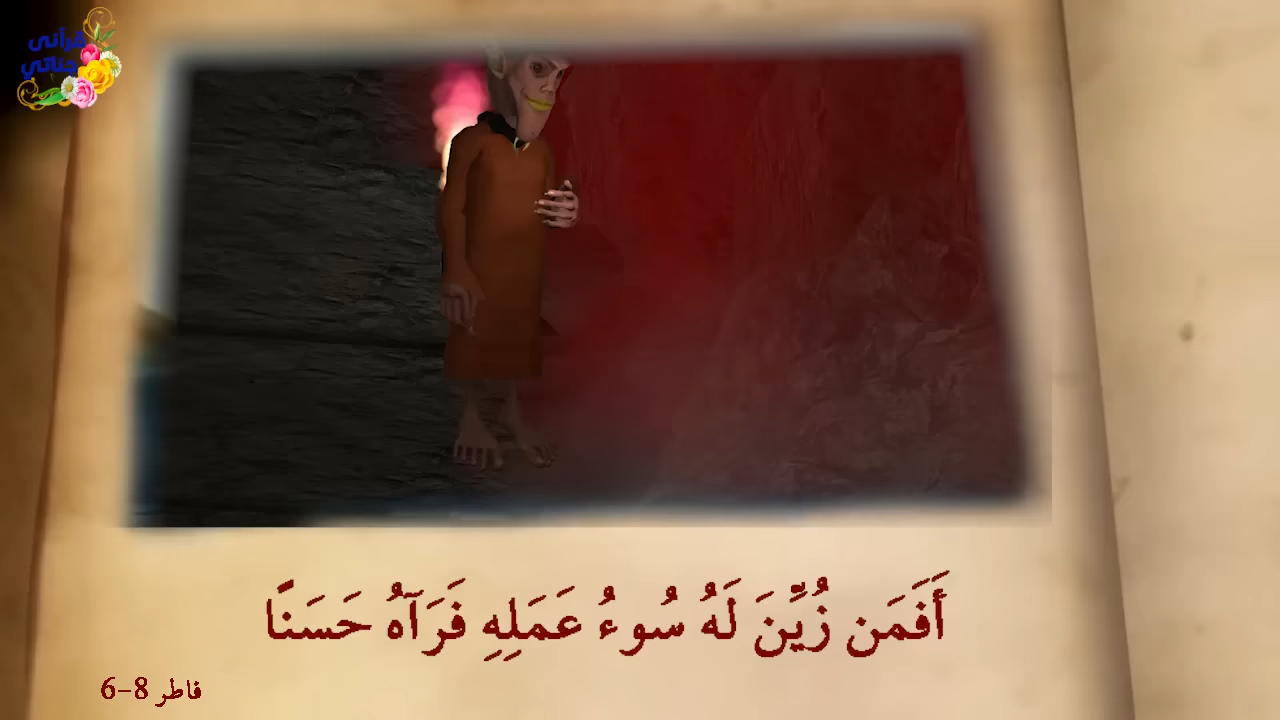 قرآني
جناتي
أَفَمَن زُيِّنَ لَهُ سُوءُ عَمَلِهِ فَرَآهُ حَسَنًا
فاطر 8-6